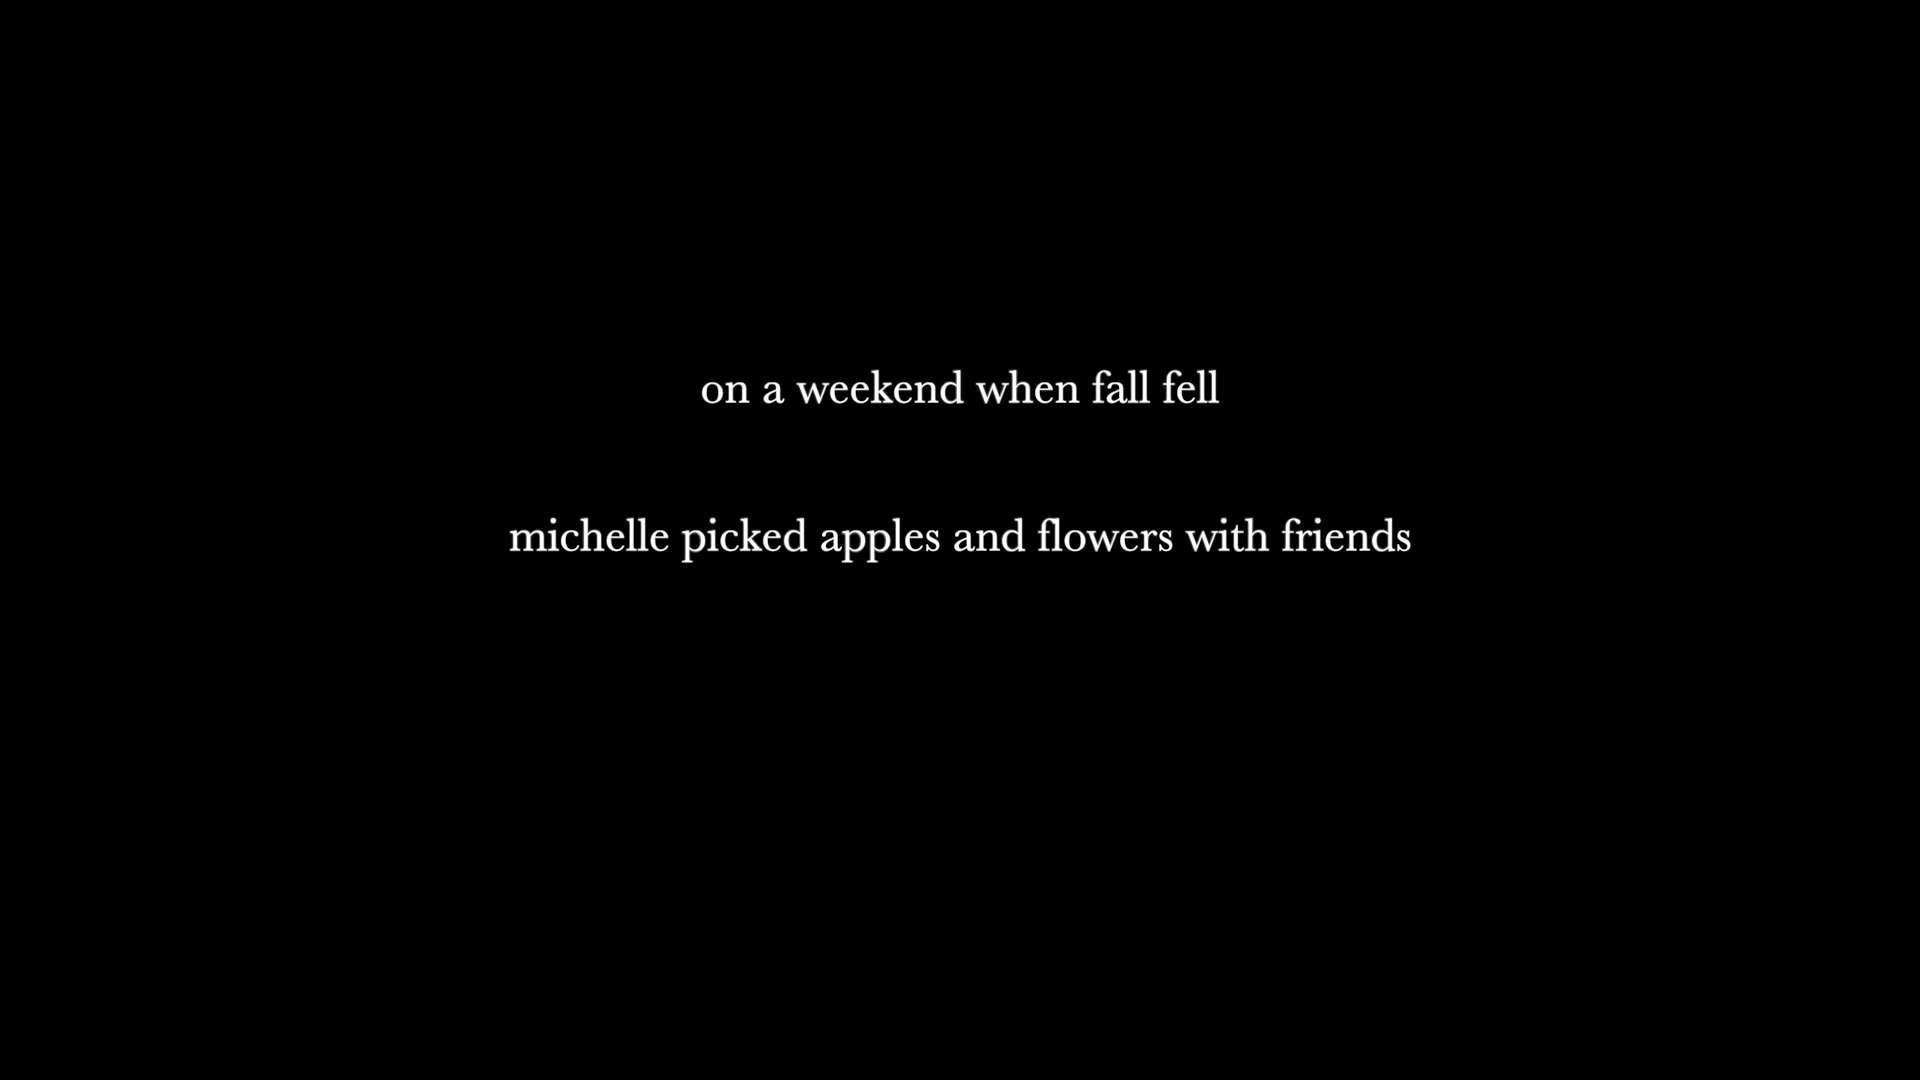 on a weekend when fall fell
michelle picked apples and flowers with friends